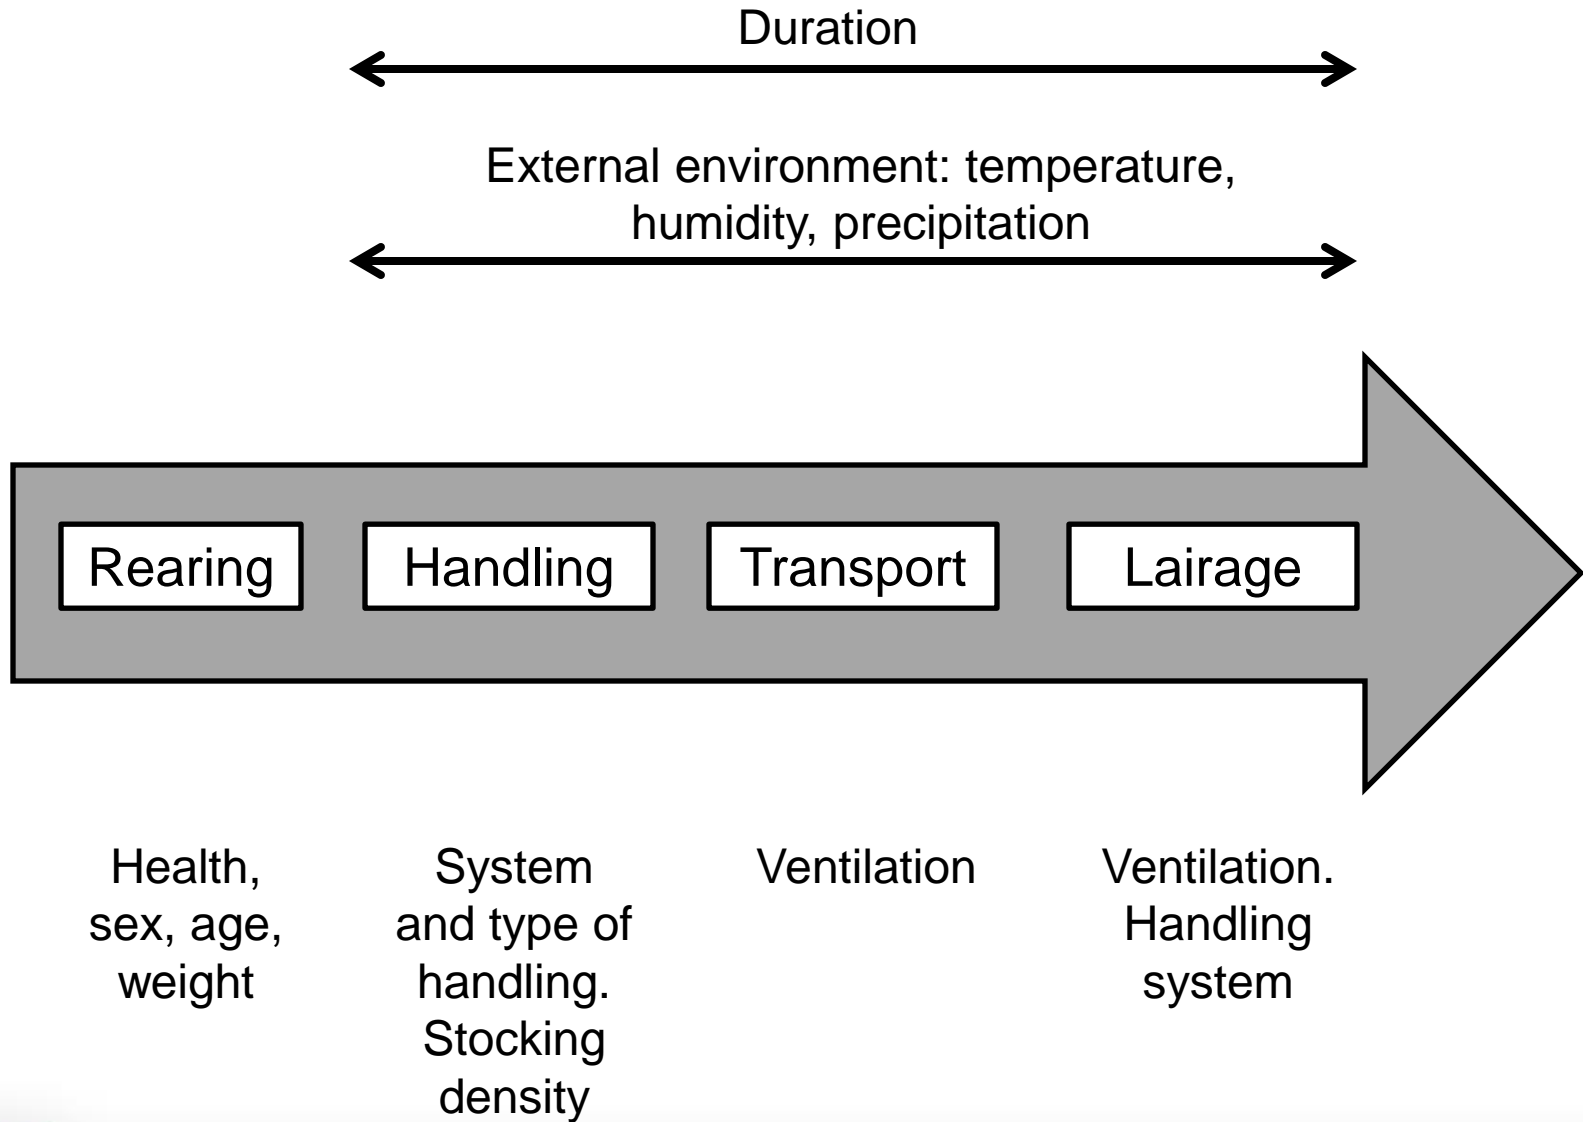 Duration
External environment: temperature,
humidity, precipitation
Rearing
Handling
Transport
Lairage
Health,
sex, age,
weight
System
and type of
handling.
Stocking
density
Ventilation
Ventilation.
Handling
system